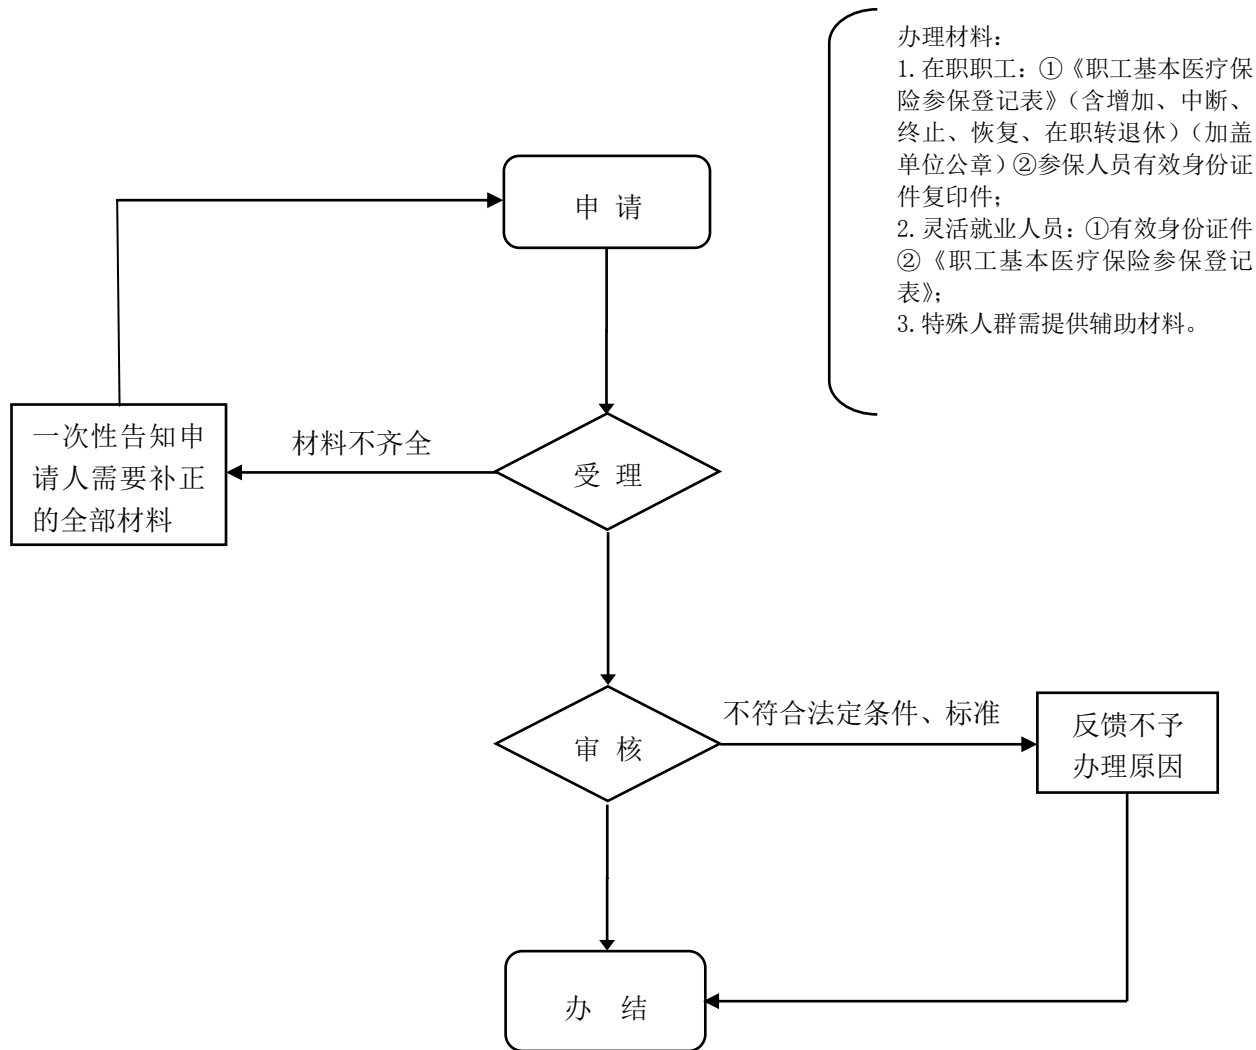 办理材料：
1.在职职工：①《职工基本医疗保
险参保登记表》（含增加、中断、
终止、恢复、在职转退休）（加盖
单位公章）②参保人员有效身份证
件复印件；
2.灵活就业人员：①有效身份证件
②《职工基本医疗保险参保登记
表》；
3.特殊人群需提供辅助材料。
申 请
一次性告知申
请人需要补正
的全部材料
材料不齐全
受 理
审 核
不符合法定条件、标准
反馈不予
办理原因
办 结